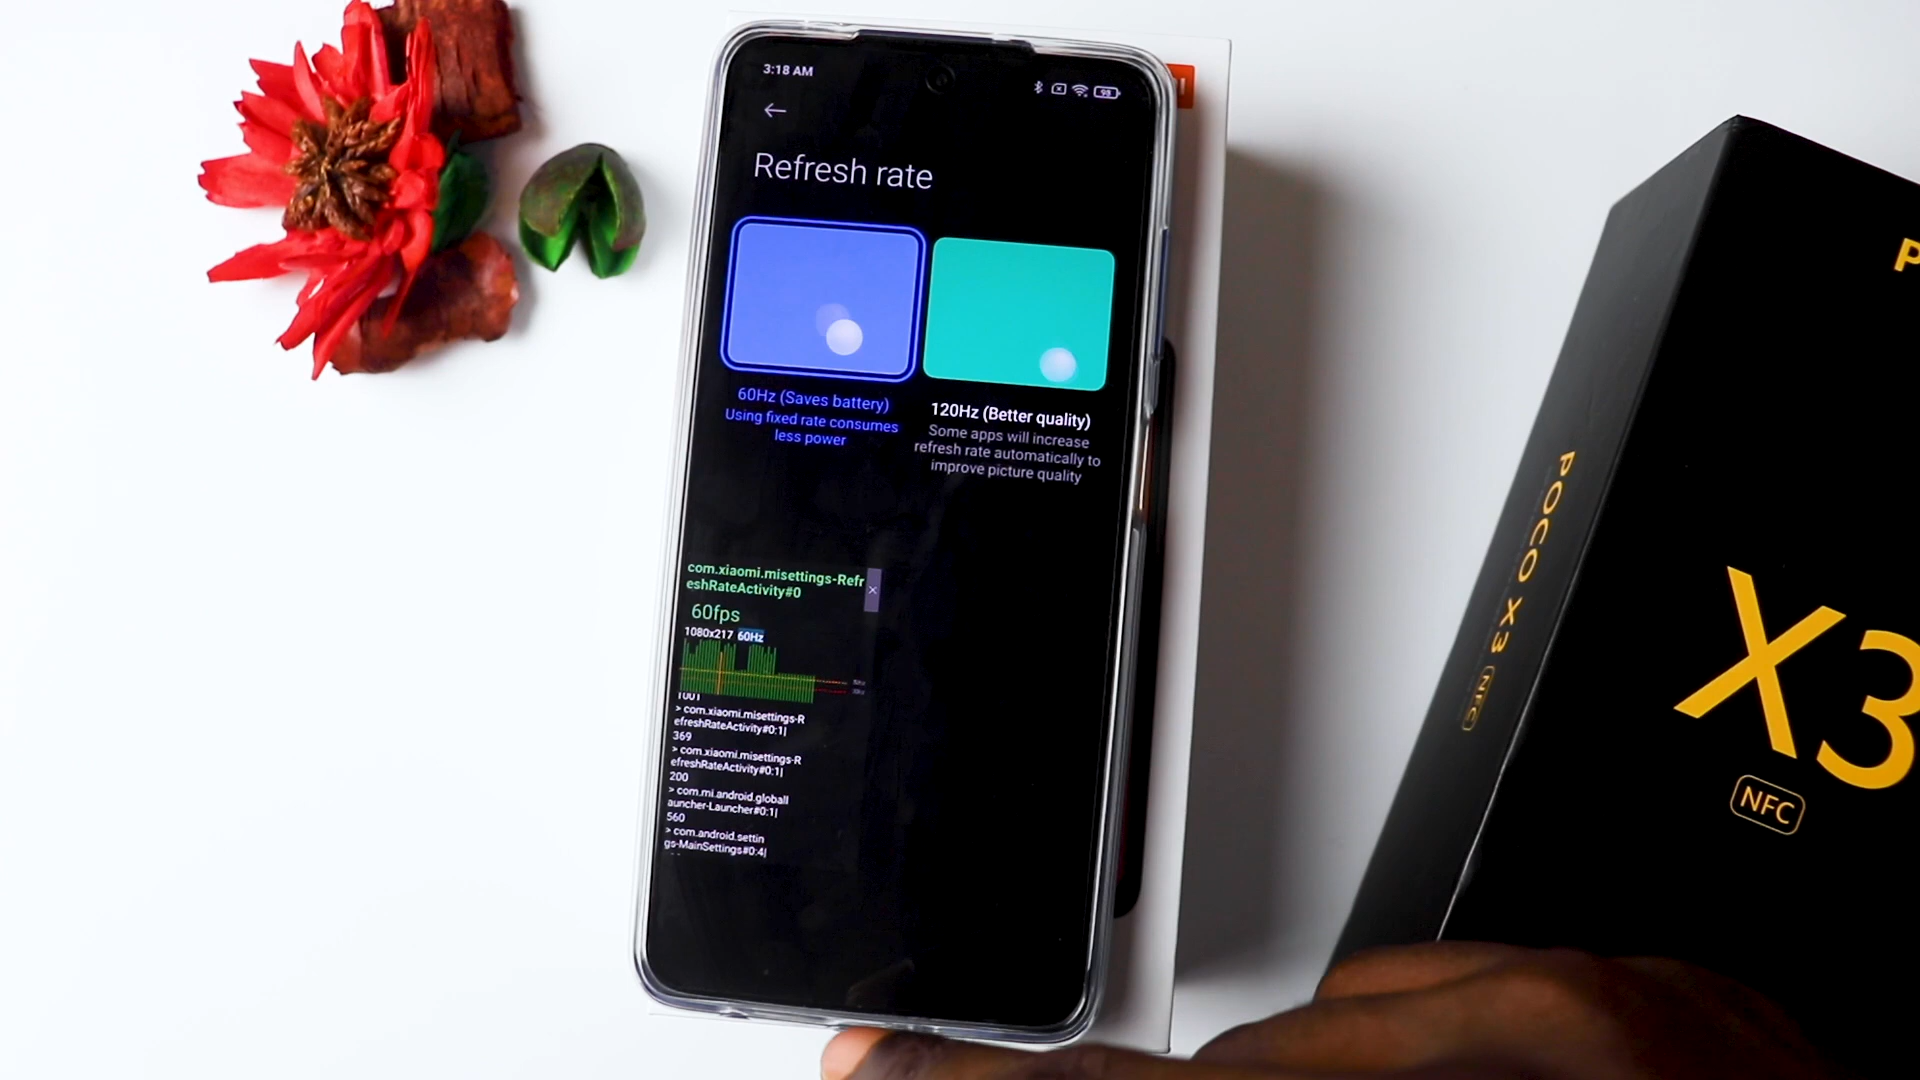 3:18 AM
95
Refresh rate
60Hz (Saves battery)
Using fixed rate consumes
less power
120Hz (Better quality)
Some apps will increase
refresh rate automatically to
improve picture quality
com.xiaomi.misettings-Refr
eshRateActivity#0
×
60fps
1080x217 60Hz
1001
> com.xiaomi.misettings-R
efreshRateActivity#0:1|
369
> com.xiaomi.misettings-R
efreshRateActivity#0:1|
200
> com.mi.android.globall
auncher-Launcher#0:1|
560
> com.android.settin
gs-MainSettings#0:4|
POCO X3 NFC
P
X3
NFC